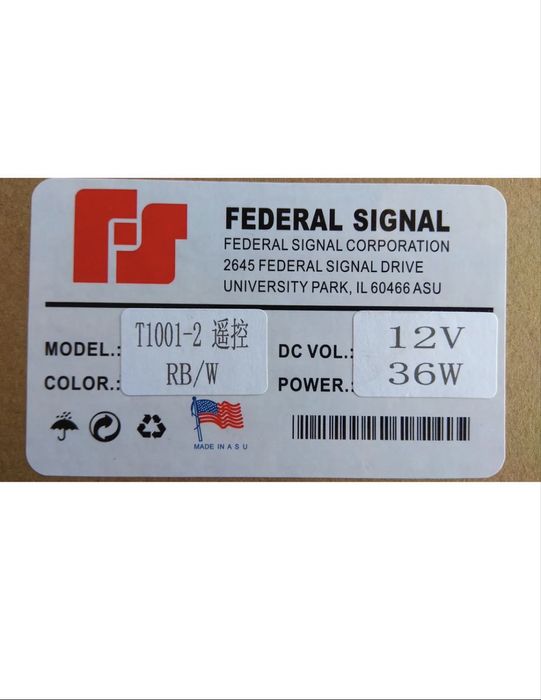 FS
FEDERAL SIGNAL
FEDERAL SIGNAL CORPORATION
2645 FEDERAL SIGNAL DRIVE
UNIVERSITY PARK, IL 60466 ASU
MODEL.: T1001-2 遥控
COLOR.: RB/W
DC VOL.: 12V
POWER.: 36W
MADE IN A S U